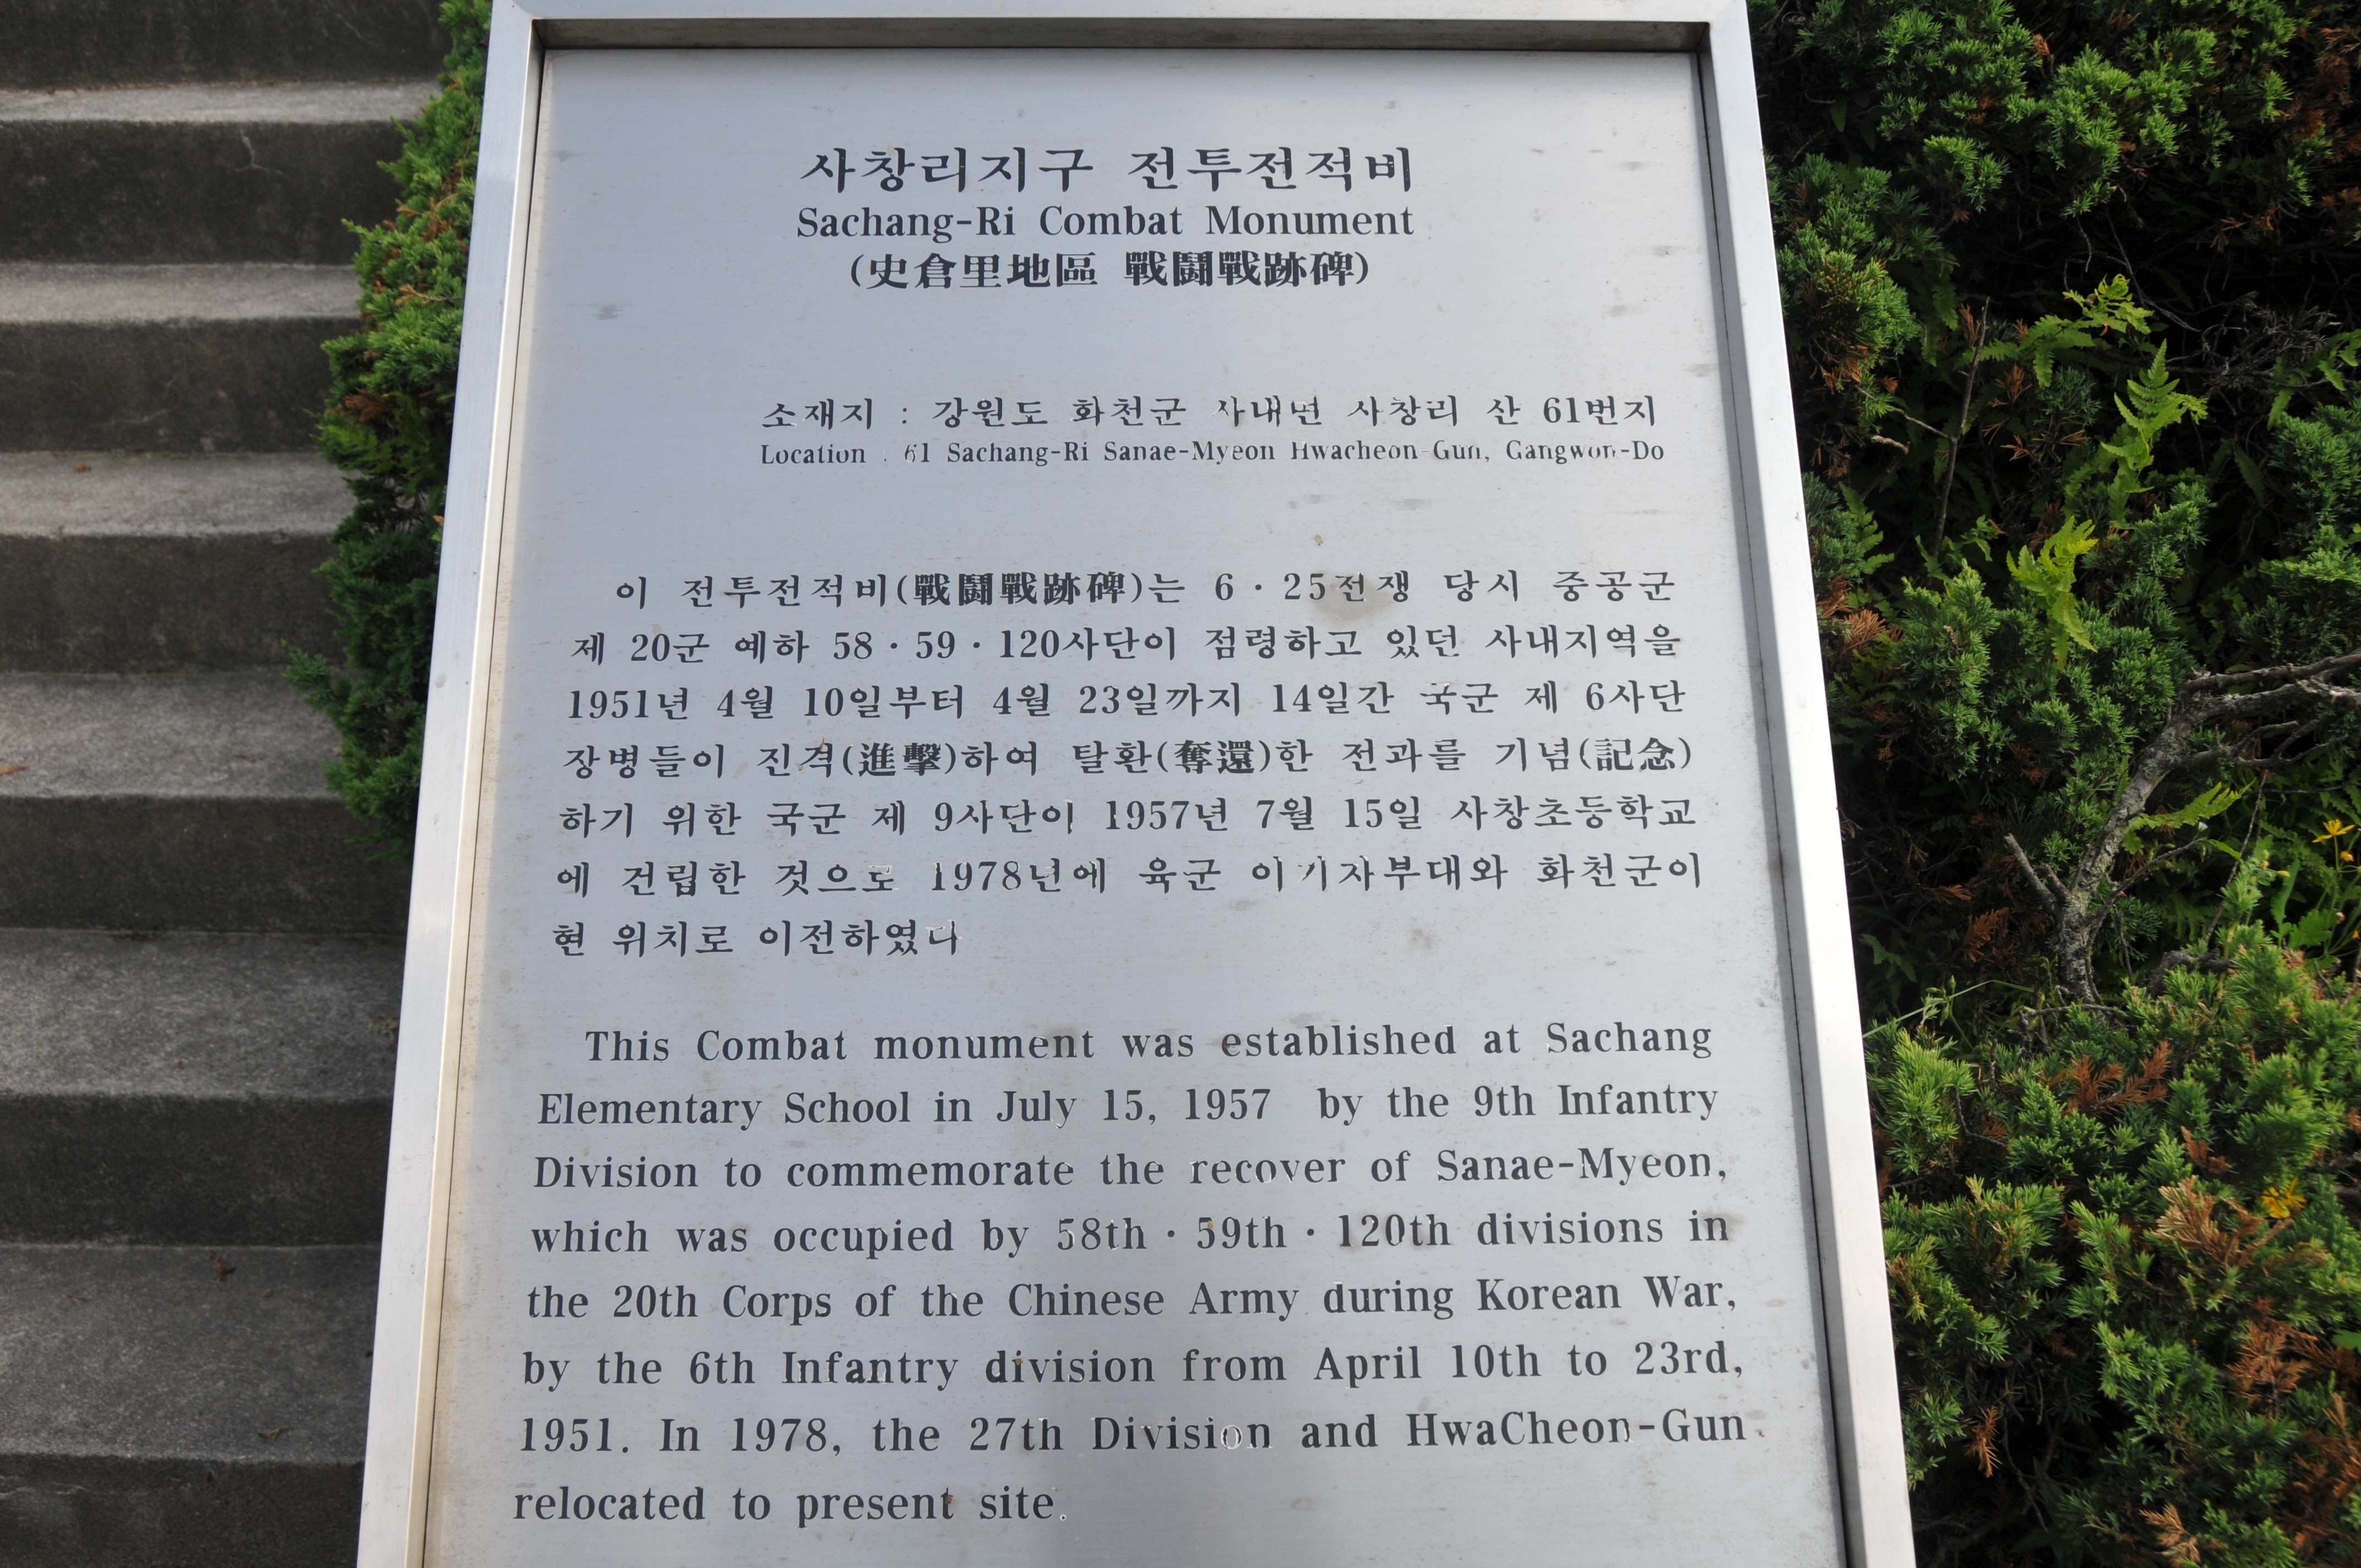 사창리지구 전투전적비
Sachang-Ri Combat Monument
(史倉里地區 戰鬪戰跡碑)
소재지 : 강원도 화천군 사내면 사창리 산 61번지
Location : 61 Sachang-Ri Sanae-Myeon Hwacheon-Gun, Gangwon-Do
이 전투전적비(戰鬪戰跡碑)는 6·25전쟁 당시 중공군
제 20군 예하 58·59·120사단이 점령하고 있던 사내지역을
1951년 4월 10일부터 4월 23일까지 14일간 국군 제 6사단
장병들이 진격(進擊)하여 탈환(奪還)한 전과를 기념(記念)
하기 위한 국군 제 9사단이 1957년 7월 15일 사창초등학교
에 건립한 것으로 1978년에 육군 이기자부대와 화천군이
현 위치로 이전하였다
This Combat monument was established at Sachang
Elementary School in July 15, 1957 by the 9th Infantry
Division to commemorate the recover of Sanae-Myeon,
which was occupied by 58th·59th·120th divisions in
the 20th Corps of the Chinese Army during Korean War,
by the 6th Infantry division from April 10th to 23rd,
1951. In 1978, the 27th Division and HwaCheon-Gun
relocated to present site.